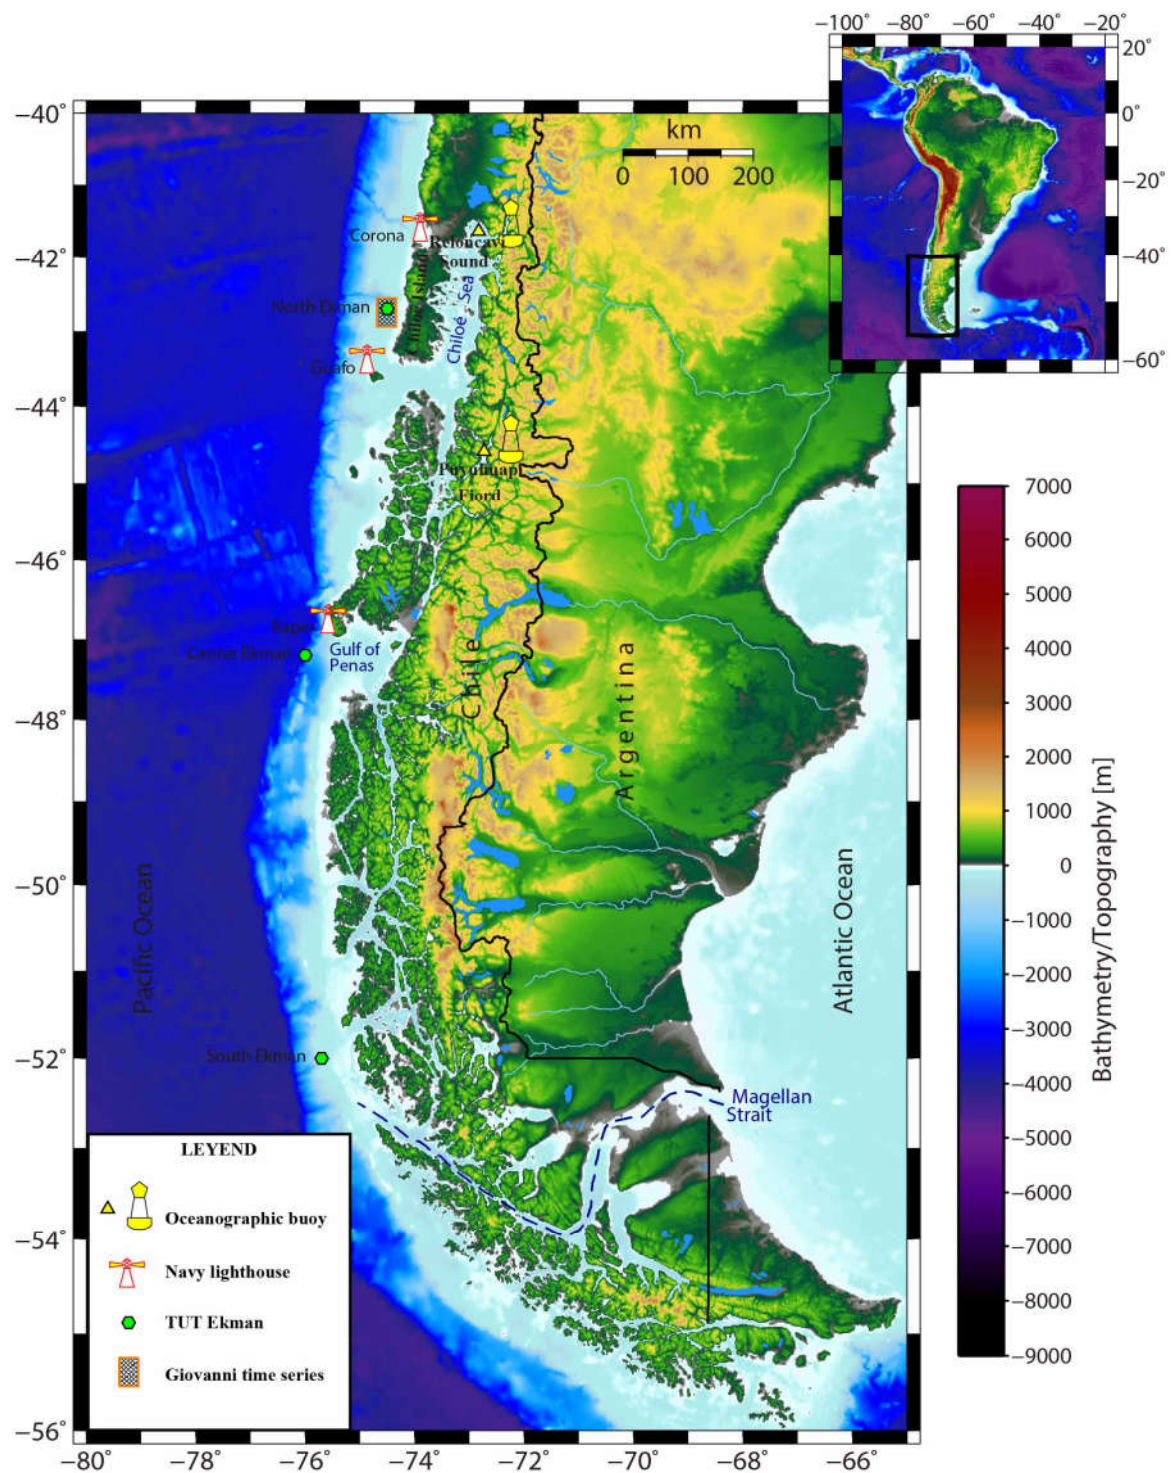 −100° −80° −60° −40° −20°
20°
0°
−20°
−40°
−60°
−40°
−42°
−44°
−46°
−48°
−50°
−52°
−54°
−56°
−80° −78° −76° −74° −72° −70° −68° −66°
km
0 100 200
Corona
Reloncaví
Sound
North Ekman
Chiloé Island
Chiloé Sea
Guafo
Puyuhuapi
Fjord
Raper
Center Ekman
Gulf of
Penas
Chile
Argentina
Pacific Ocean
Atlantic Ocean
South Ekman
Magellan
Strait
LEYEND
Oceanographic buoy
Navy lighthouse
TUT Ekman
Giovanni time series
7000
6000
5000
4000
3000
2000
1000
0
−1000
−2000
−3000
−4000
−5000
−6000
−7000
−8000
−9000
Bathymetry/Topography [m]